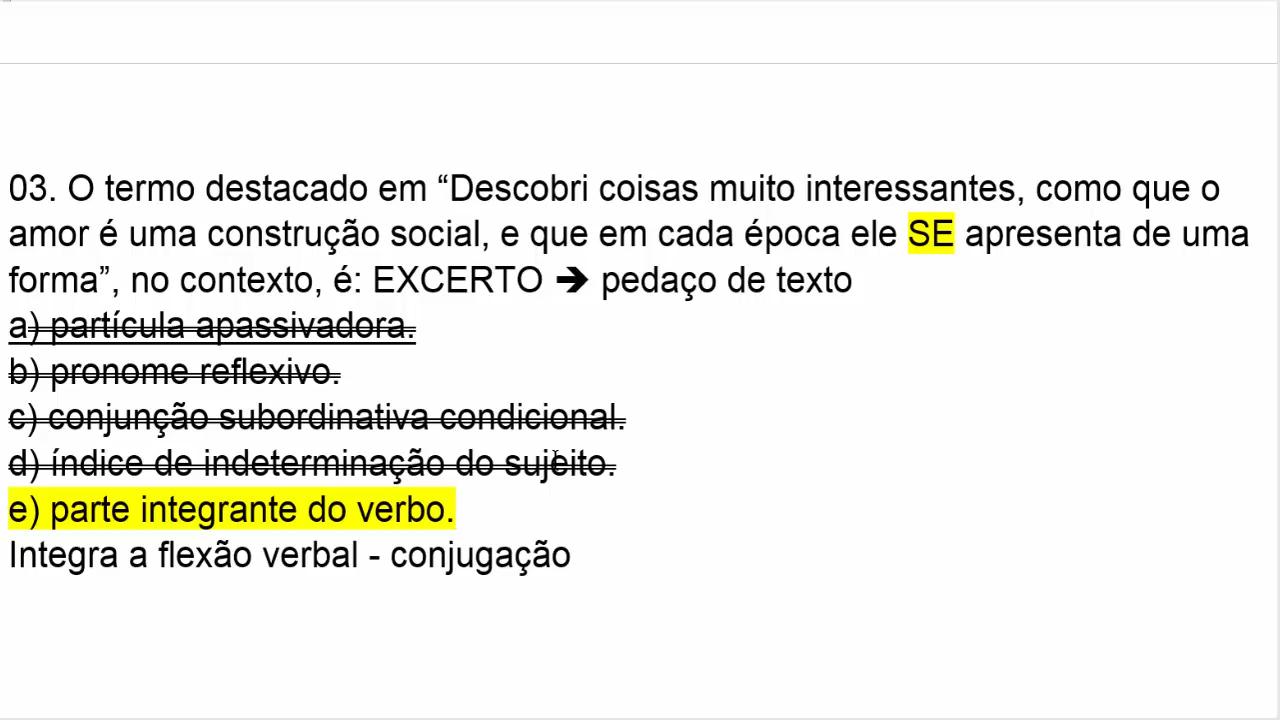 03. O termo destacado em “Descobri coisas muito interessantes, como que o
amor é uma construção social, e que em cada época ele SE apresenta de uma
forma”, no contexto, é: EXCERTO ➔ pedaço de texto
a) partícula apassivadora.
b) pronome reflexivo.
c) conjunção subordinativa condicional.
d) índice de indeterminação do sujeito.
e) parte integrante do verbo.
Integra a flexão verbal - conjugação